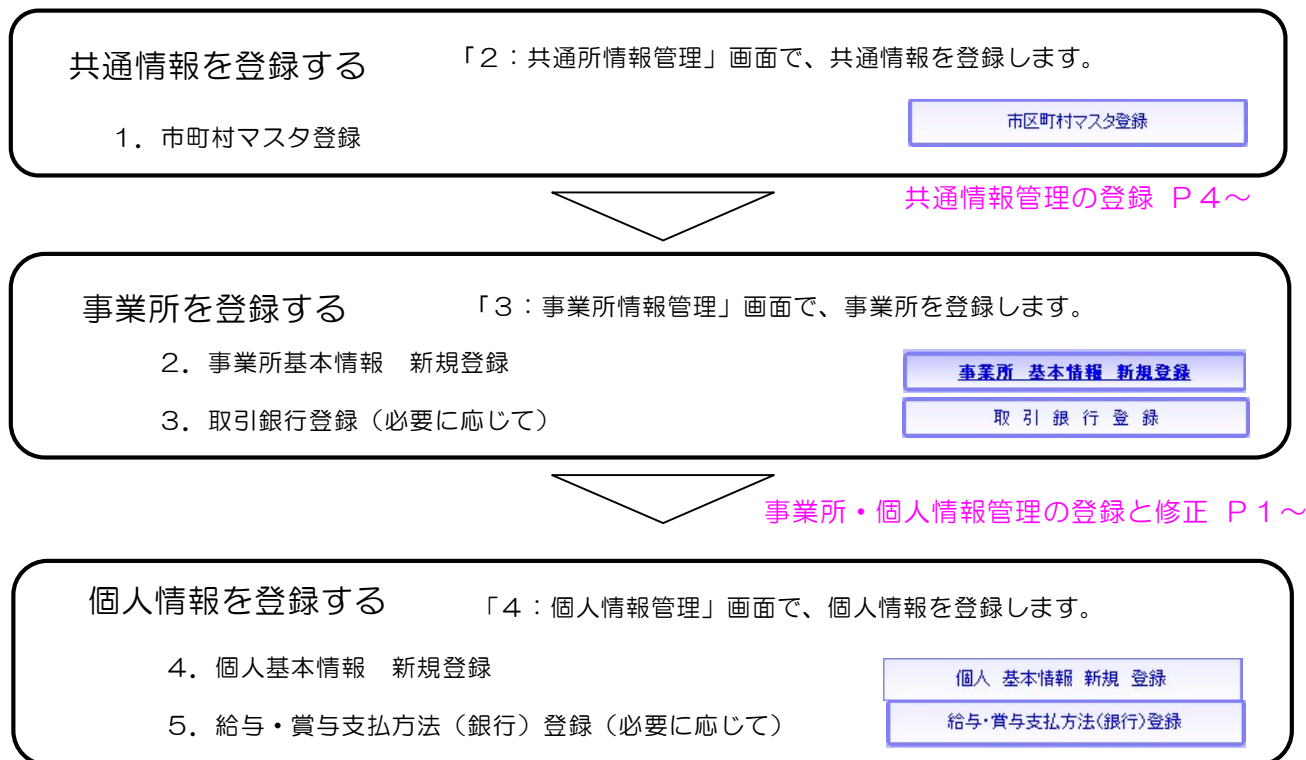 共通情報を登録する 「2：共通所情報管理」画面で、共通情報を登録します。
1．市町村マスタ登録 市区町村マスタ登録
共通情報管理の登録 P4～
事業所を登録する 「3：事業所情報管理」画面で、事業所を登録します。
2．事業所基本情報 新規登録 事業所 基本情報 新規登録
3．取引銀行登録（必要に応じて） 取 引 銀 行 登 録
事業所・個人情報管理の登録と修正 P1～
個人情報を登録する 「4：個人情報管理」画面で、個人情報を登録します。
4．個人基本情報 新規登録 個人 基本情報 新規 登録
5．給与・賞与支払方法（銀行）登録（必要に応じて） 給与・賞与支払方法(銀行)登録